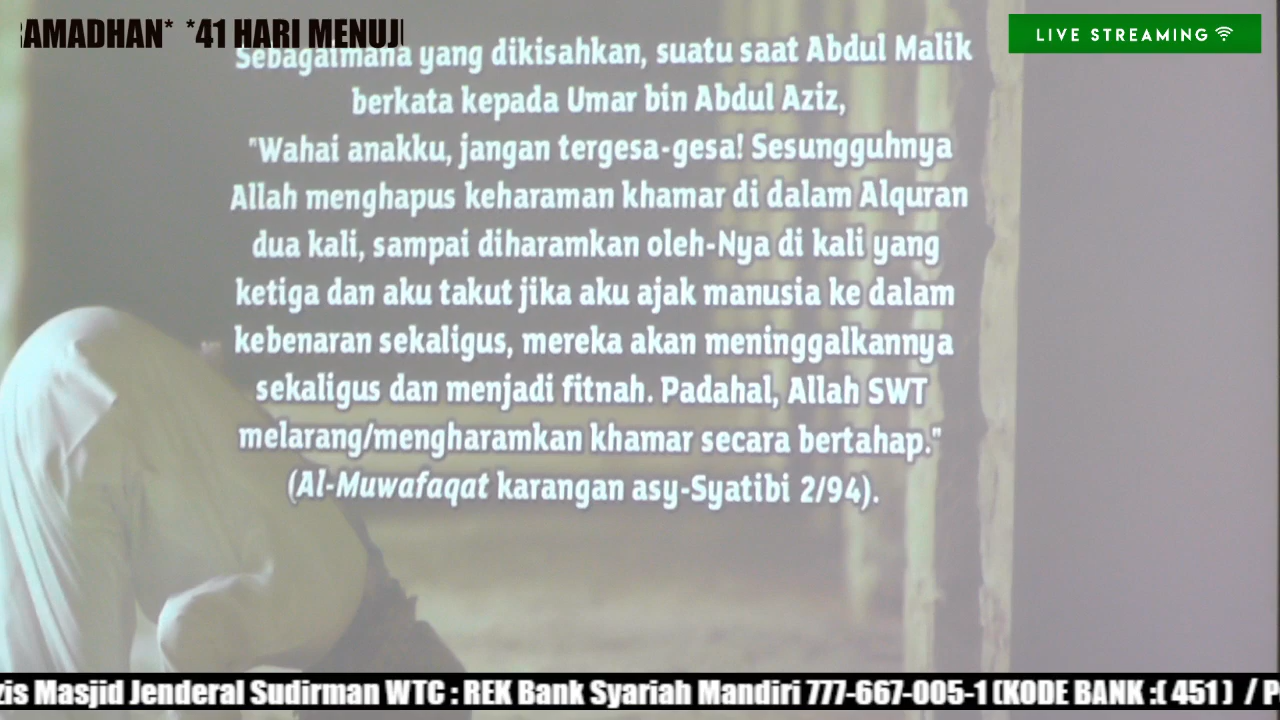 RAMADHAN* *41 HARI MENUJU
LIVE STREAMING
Sebagaimana yang dikisahkan, suatu saat Abdul Malik
berkata kepada Umar bin Abdul Aziz,
"Wahai anakku, jangan tergesa-gesa! Sesungguhnya
Allah menghapus keharaman khamar di dalam Alquran
dua kali, sampai diharamkan oleh-Nya di kali yang
ketiga dan aku takut jika aku ajak manusia ke dalam
kebenaran sekaligus, mereka akan meninggalkannya
sekaligus dan menjadi fitnah. Padahal, Allah SWT
melarang/mengharamkan khamar secara bertahap."
(Al-Muwafaqat karangan asy-Syatibi 2/94).
zis Masjid Jenderal Sudirman WTC : REK Bank Syariah Mandiri 777-667-005-1 (KODE BANK :( 451 ) / P